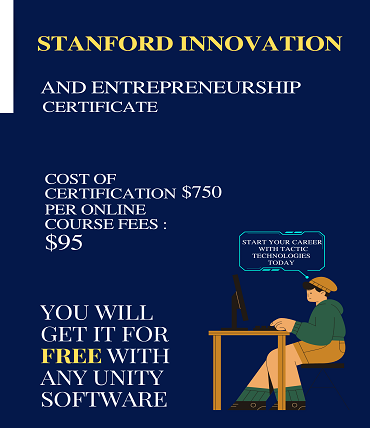 STANFORD INNOVATION
AND ENTREPRENEURSHIP
CERTIFICATE
COST OF
CERTIFICATION $750
PER ONLINE
COURSE FEES :
$95
START YOUR CAREER
WITH TACTIC
TECHNOLOGIES
TODAY
YOU WILL
GET IT FOR
FREE WITH
ANY UNITY
SOFTWARE